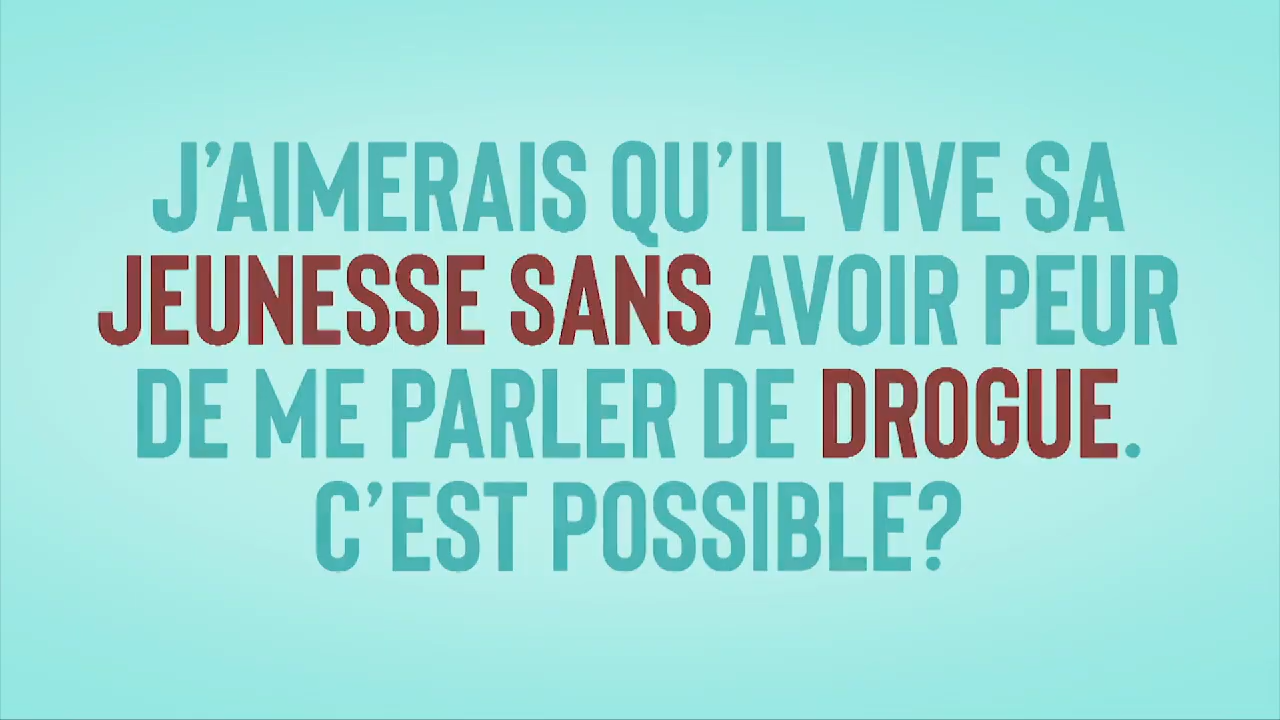 J'AIMERAIS QU'IL VIVE SA
JEUNESSE SANS AVOIR PEUR
DE ME PARLER DE DROGUE.
C'EST POSSIBLE?